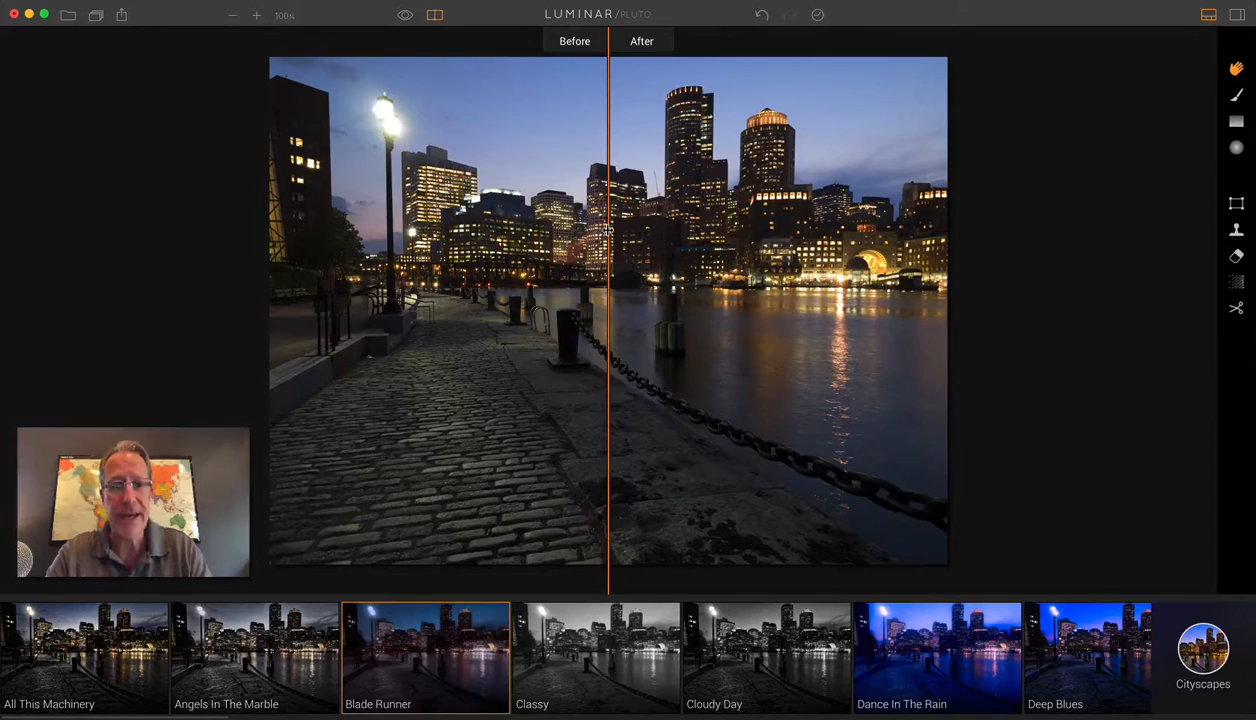 100%
LUMINAR/PLUTO
Before
After
All This Machinery
Angels In The Marble
Blade Runner
Classy
Cloudy Day
Dance In The Rain
Deep Blues
Cityscapes